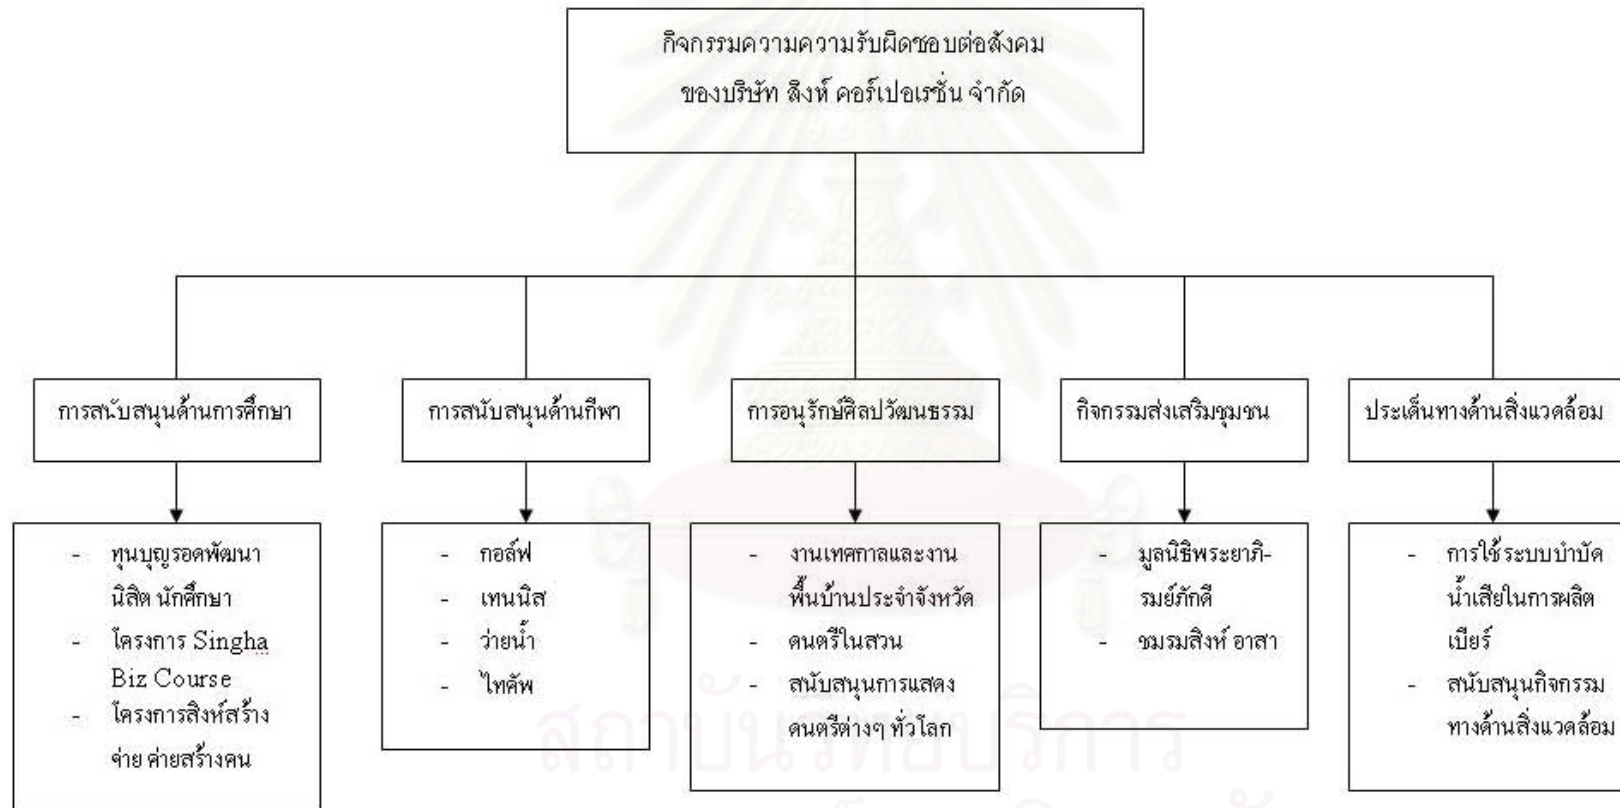 กิจกรรมความความรับผิดชอบต่อสังคม
ของบริษัท สิงห์ คอร์เปอเรชั่น จำกัด
การสนับสนุนด้านการศึกษา
การสนับสนุนด้านกีฬา
การอนุรักษ์ศิลปวัฒนธรรม
กิจกรรมส่งเสริมชุมชน
ประเด็นทางด้านสิ่งแวดล้อม
- ทุนบุญรอดพัฒนา
นิสิต นักศึกษา
- โครงการ Singha
Biz Course
- โครงการสิงห์สร้าง
ค่าย ค่ายสร้างคน
- กอล์ฟ
- เทนนิส
- ว่ายน้ำ
- ไทคัพ
- งานเทศกาลและงาน
พื้นบ้านประจำจังหวัด
- ดนตรีในสวน
- สนับสนุนการแสดง
ดนตรีต่างๆ ทั่วโลก
- มูลนิธิพระยาภิ-
รมย์ภักดี
- ชมรมสิงห์ อาสา
- การใช้ระบบบำบัด
น้ำเสียในการผลิต
เบียร์
- สนับสนุนกิจกรรม
ทางด้านสิ่งแวดล้อม
สถาบันวิทยบริการ